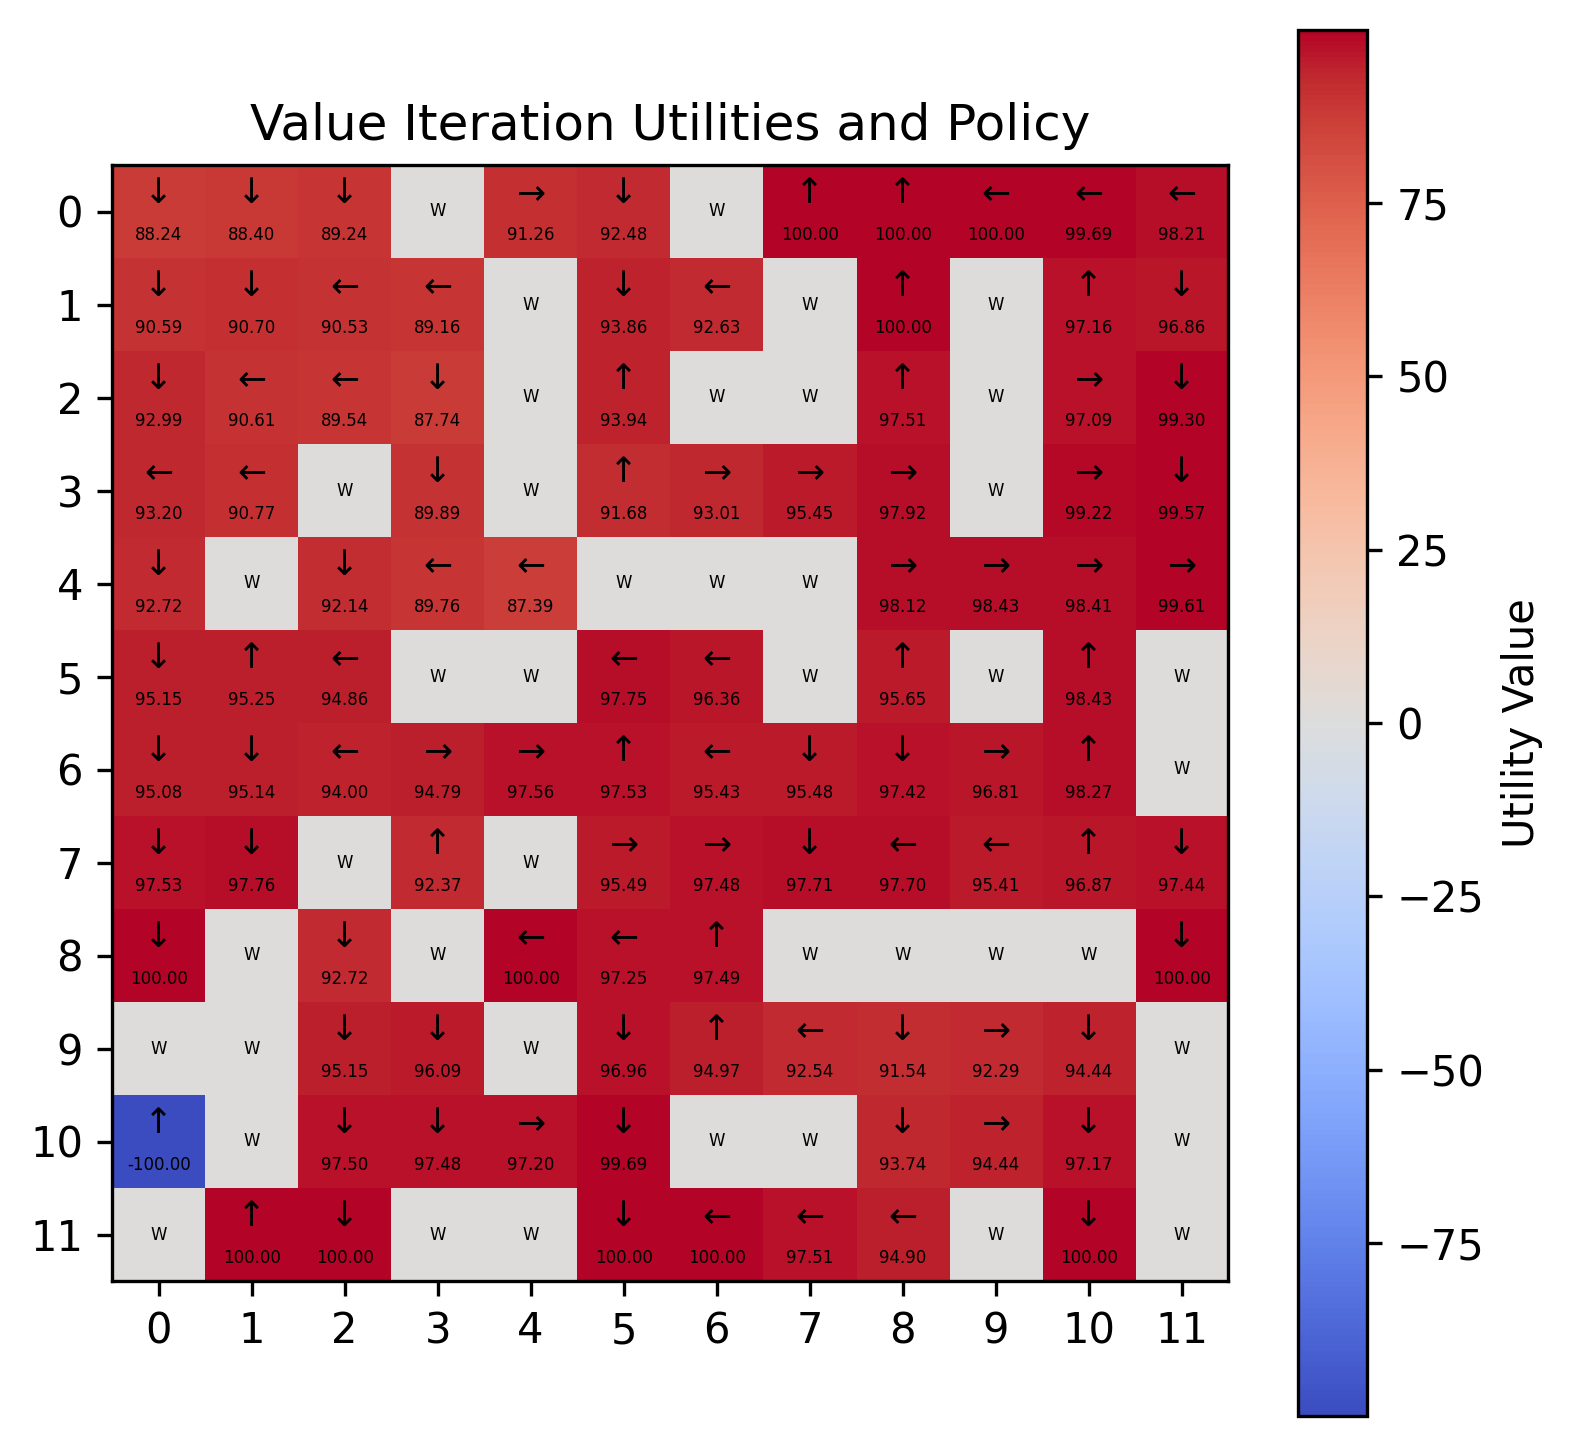 Value Iteration Utilities and Policy
0 ↓ ↓ ↓ W → ↓ W ↑ ↑ ← ← ←
88.24 88.40 89.24 91.26 92.48 100.00 100.00 100.00 99.69 98.21
1 ↓ ↓ ← ← W ↓ ← W ↑ W ↑ ↓
90.59 90.70 90.53 89.16 93.86 92.63 100.00 97.16 96.86
2 ↓ ← ← ↓ W ↑ W W ↑ W → ↓
92.99 90.61 89.54 87.74 93.94 97.51 97.09 99.30
3 ← ← W ↓ W ↑ → → → W → ↓
93.20 90.77 89.89 91.68 93.01 95.45 97.92 99.22 99.57
4 ↓ W ↓ ← ← W W W → → → →
92.72 92.14 89.76 87.39 98.12 98.43 98.41 99.61
5 ↓ ↑ ← W W ← ← W ↑ W ↑ W
95.15 95.25 94.86 97.75 96.36 95.65 98.43
6 ↓ ↓ ← → → ↑ ← ↓ ↓ → ↑ W
95.08 95.14 94.00 94.79 97.56 97.53 95.43 95.48 97.42 96.81 98.27
7 ↓ ↓ W ↑ W → → ↓ ← ← ↑ ↓
97.53 97.76 92.37 95.49 97.48 97.71 97.70 95.41 96.87 97.44
8 ↓ W ↓ W ← ← ↑ W W W W ↓
100.00 92.72 100.00 97.25 97.49 100.00
9 W W ↓ ↓ W ↓ ↑ ← ↓ → ↓ W
95.15 96.09 96.96 94.97 92.54 91.54 92.29 94.44
10 ↑ W ↓ ↓ → ↓ W W ↓ → ↓ W
-100.00 97.50 97.48 97.20 99.69 93.74 94.44 97.17
11 W ↑ ↓ W W ↓ ← ← ← W ↓ W
100.00 100.00 100.00 100.00 97.51 94.90 100.00
0 1 2 3 4 5 6 7 8 9 10 11
75
50
25
0
−25
−50
−75
Utility Value